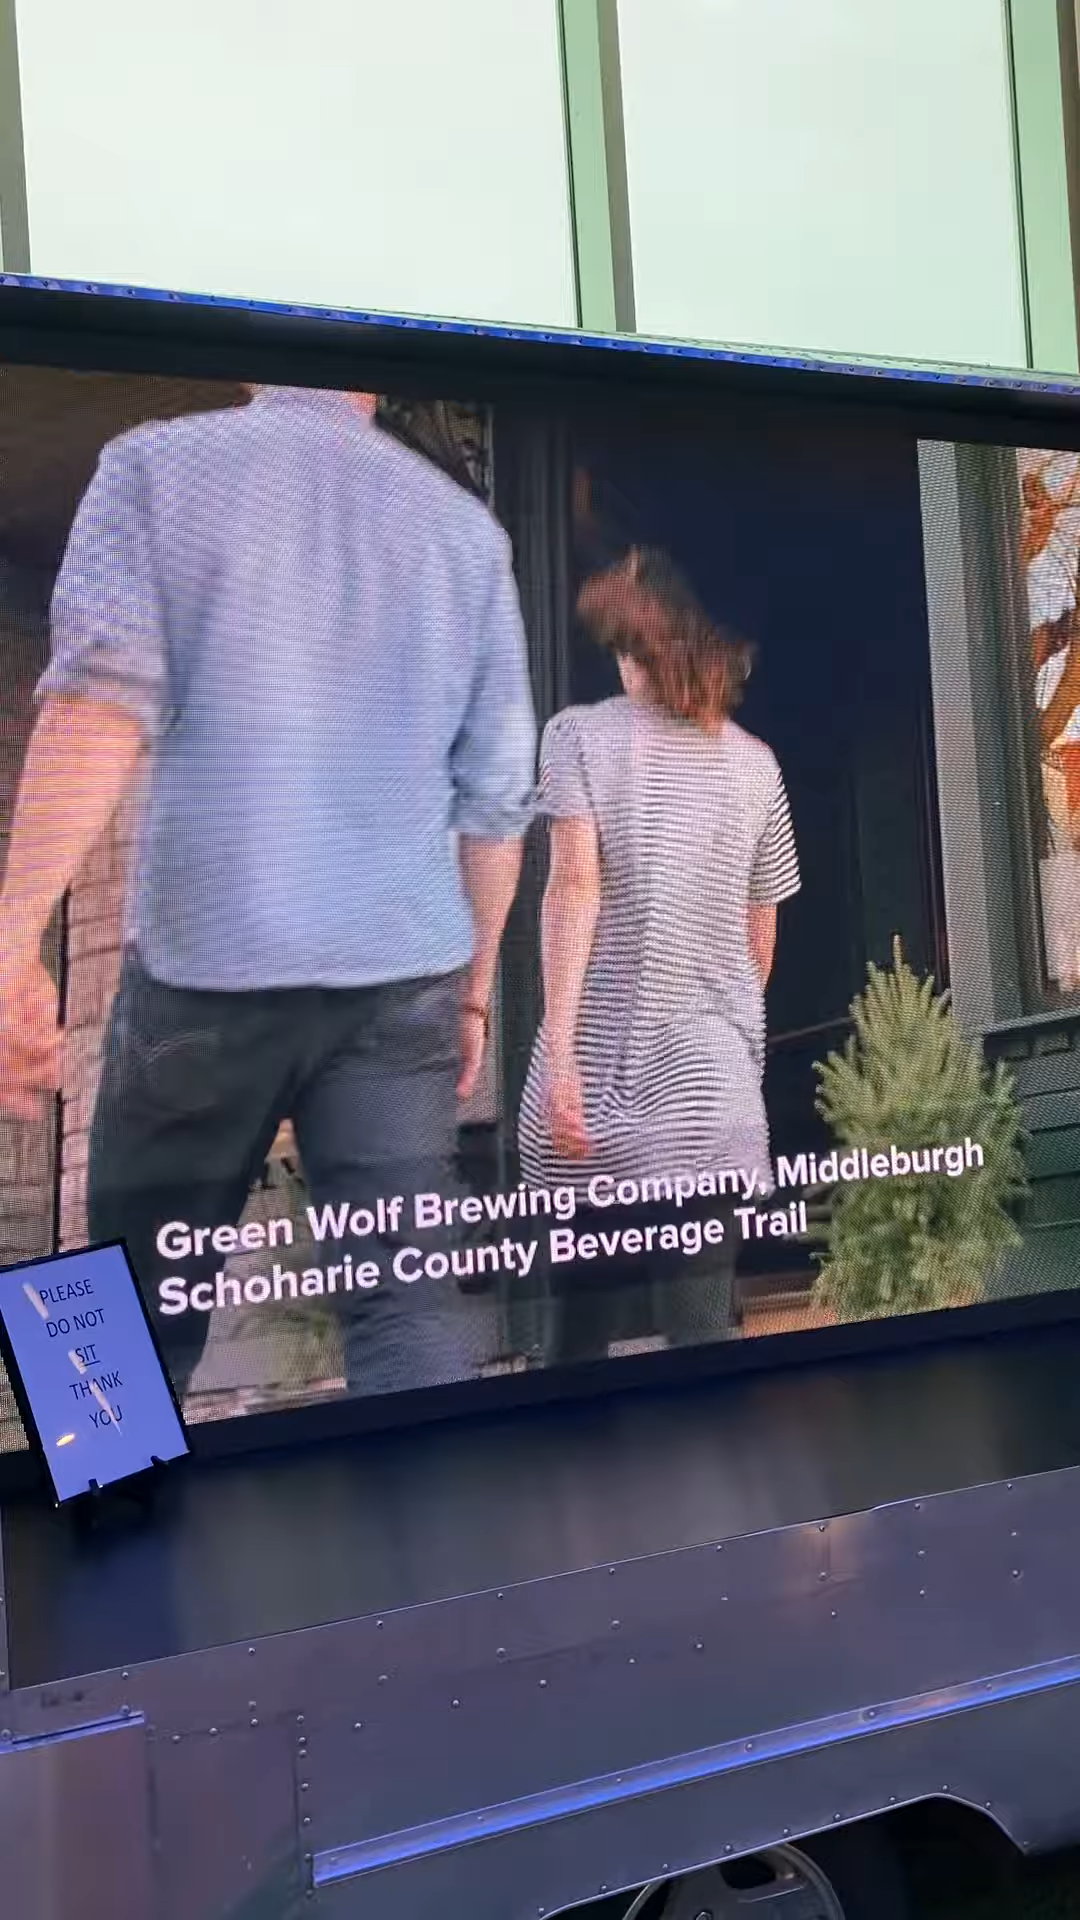 Green Wolf Brewing Company, Middleburgh
Schoharie County Beverage Trail
PLEASE
DO NOT
SIT
THANK
YOU